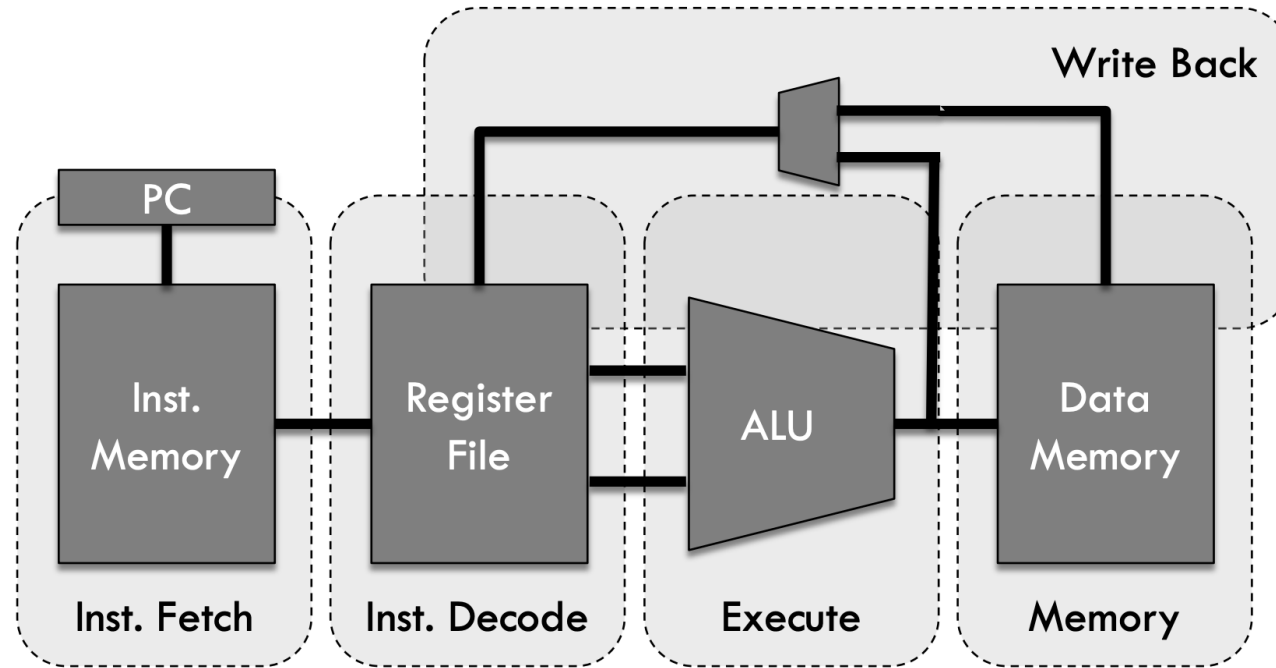 Write Back
PC
Inst.
Memory
Register
File
ALU
Data
Memory
Inst. Fetch
Inst. Decode
Execute
Memory